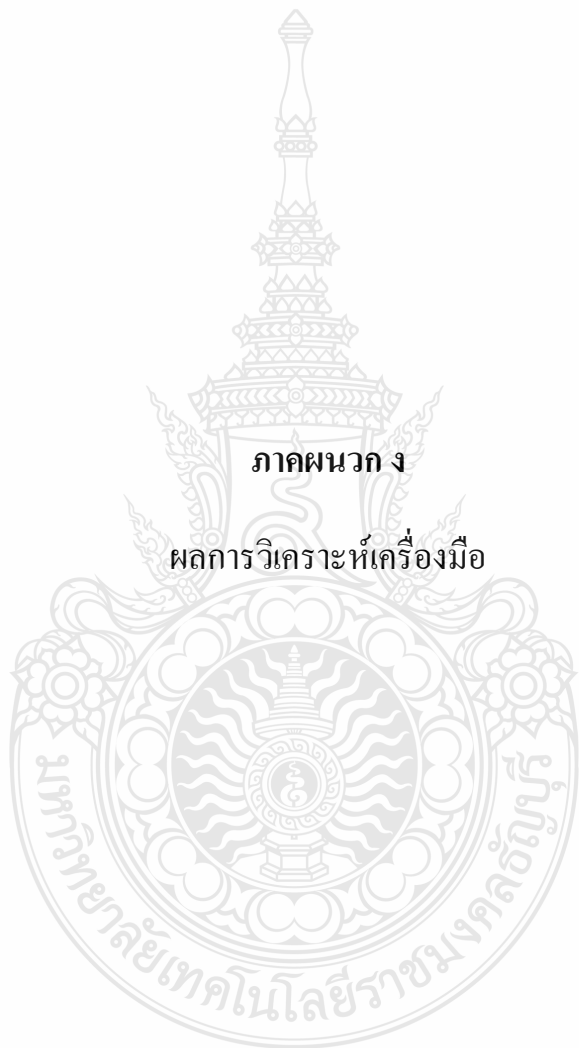 ภาคผนวก ง
ผลการวิเคราะห์เครื่องมือ
มหาวิทยาลัยเทคโนโลยีราชมงคลธัญบุรี